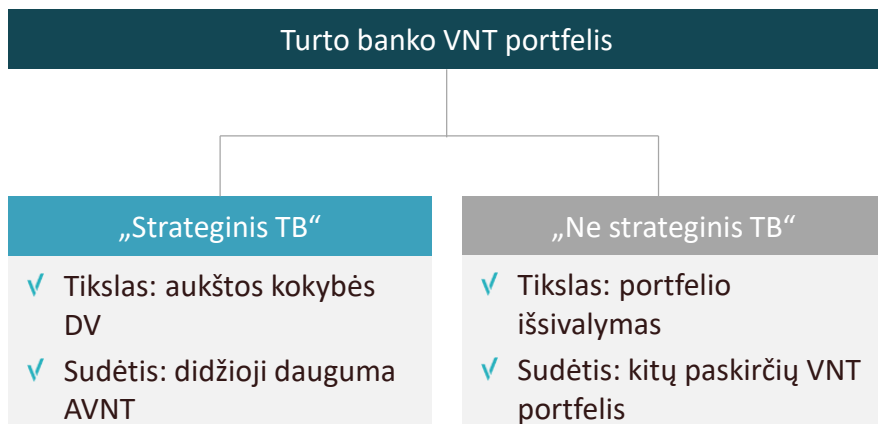 Turto banko VNT portfelis
„Strateginis TB“
√ Tikslas: aukštos kokybės
DV
√ Sudėtis: didžioji dauguma
AVNT
„Ne strateginis TB“
√ Tikslas: portfelio
išsivalymas
√ Sudėtis: kitų paskirčių VNT
portfelis